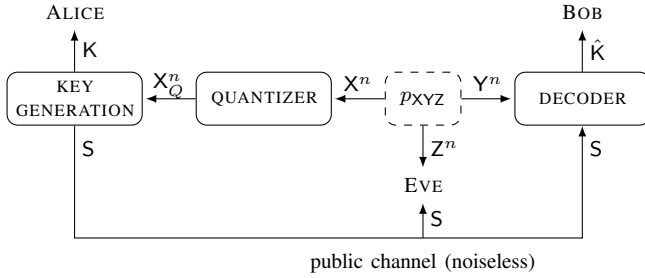 ALICE
BOB
K
K̂
KEY
GENERATION
X_Q^n
QUANTIZER
X^n
p_XYZ
Y^n
DECODER
S
Z^n
S
EVE
S
public channel (noiseless)